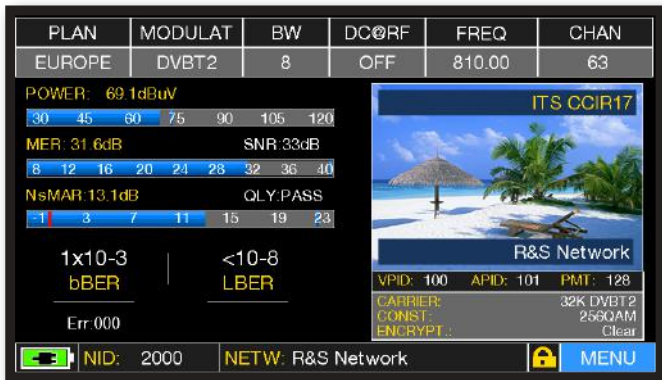 PLAN MODULAT BW DC@RF FREQ CHAN
EUROPE DVBT2 8 OFF 810.00 63
POWER: 69.1dBuV
30 45 60 75 90 105 120
MER: 31.6dB SNR:33dB
8 12 16 20 24 28 32 36 40
NsMAR:13.1dB QLY:PASS
-1 3 7 11 15 19 23
1x10-3 <10-8
bBER LBER
Err:000
ITS CCIR17
R&S Network
VPID: 100 APID: 101 PMT: 128
CARRIER: 32K DVBT2
CONST: 256QAM
ENCRYPT.: Clear
NID: 2000 NETW: R&S Network MENU